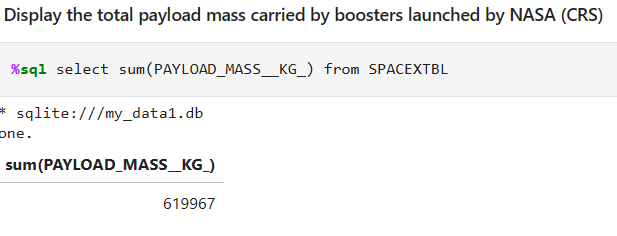 Display the total payload mass carried by boosters launched by NASA (CRS)
%sql select sum(PAYLOAD_MASS__KG_) from SPACEXTBL
* sqlite:///my_data1.db
one.
sum(PAYLOAD_MASS__KG_)
619967